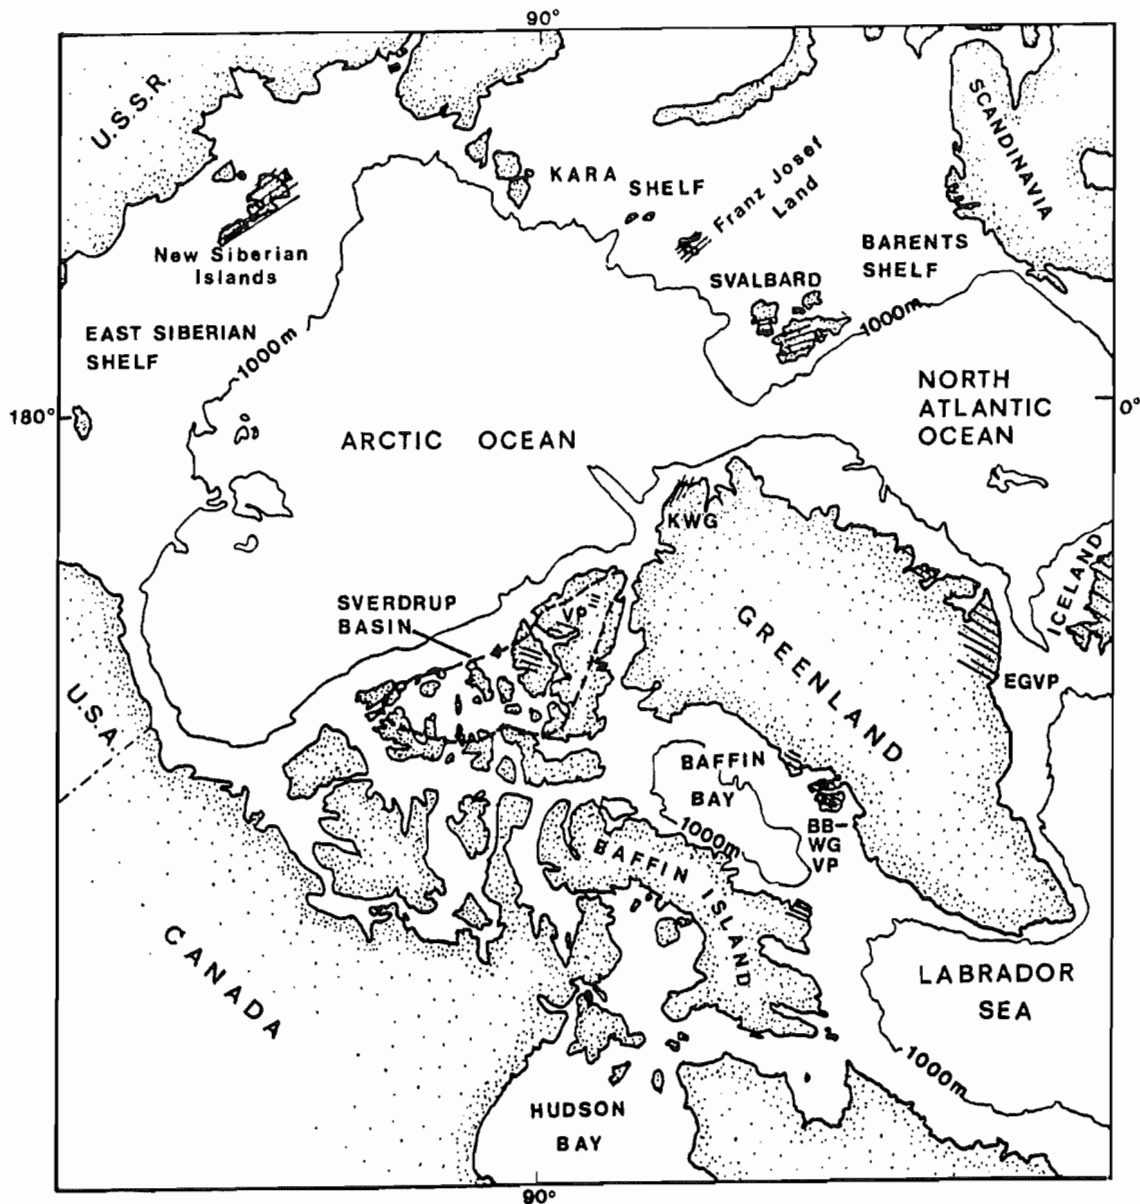 90°
U.S.S.R.
SCANDINAVIA
KARA SHELF
Franz Josef
Land
New Siberian
Islands
BARENTS
SHELF
SVALBARD
1000m
EAST SIBERIAN
SHELF
1000m
180°
0°
NORTH
ATLANTIC
OCEAN
ARCTIC OCEAN
KWG
ICELAND
SVERDRUP
BASIN
VP
GREENLAND
EGVP
USA
BAFFIN
BAY
1000m
BB-
WG
VP
BAFFIN ISLAND
CANADA
LABRADOR
SEA
1000m
HUDSON
BAY
90°